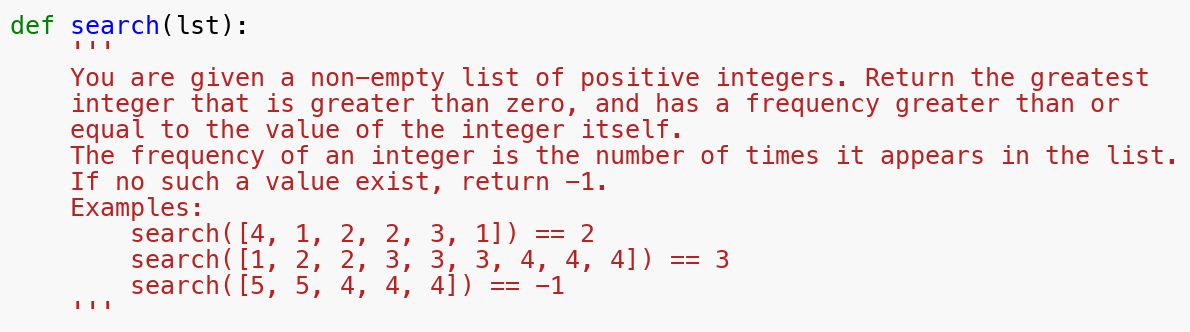 def search(lst):
    '''
    You are given a non-empty list of positive integers. Return the greatest
    integer that is greater than zero, and has a frequency greater than or
    equal to the value of the integer itself.
    The frequency of an integer is the number of times it appears in the list.
    If no such a value exist, return -1.
    Examples:
        search([4, 1, 2, 2, 3, 1]) == 2
        search([1, 2, 2, 3, 3, 3, 4, 4, 4]) == 3
        search([5, 5, 4, 4, 4]) == -1
    '''